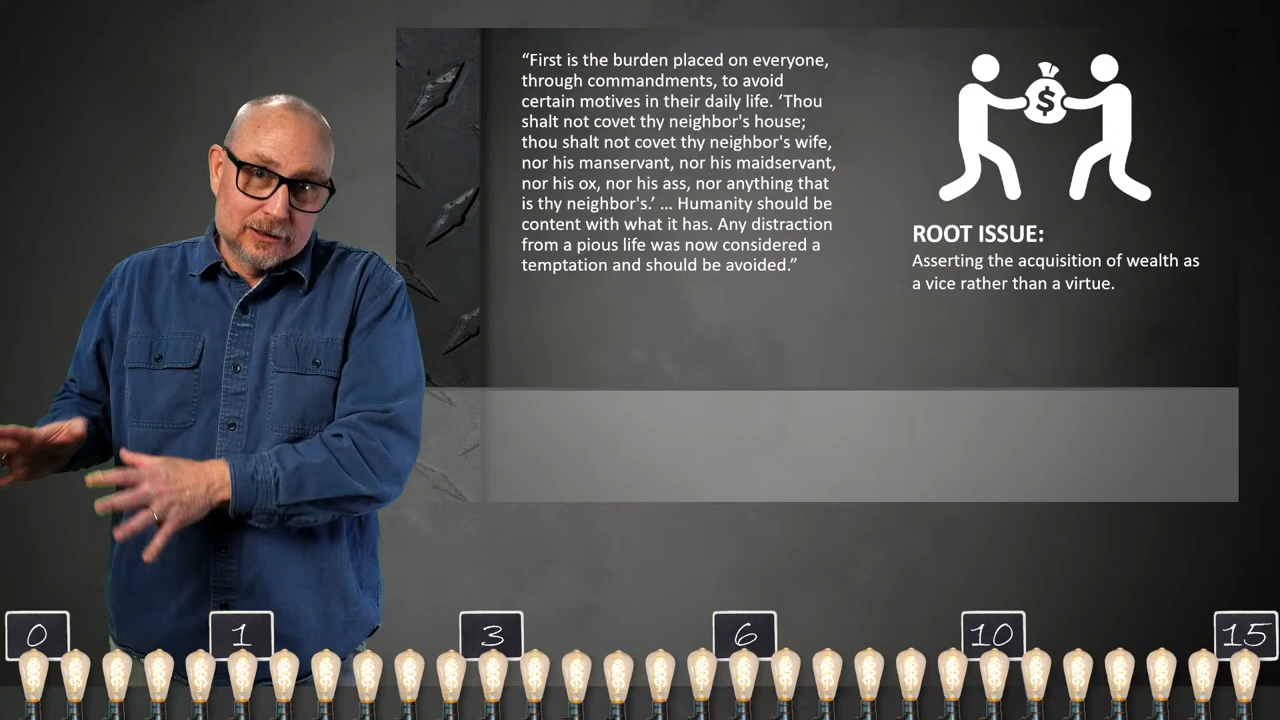 “First is the burden placed on everyone,
through commandments, to avoid
certain motives in their daily life. ‘Thou
shalt not covet thy neighbor's house;
thou shalt not covet thy neighbor's wife,
nor his manservant, nor his maidservant,
nor his ox, nor his ass, nor anything that
is thy neighbor's.’ … Humanity should be
content with what it has. Any distraction
from a pious life was now considered a
temptation and should be avoided.”
$
ROOT ISSUE:
Asserting the acquisition of wealth as
a vice rather than a virtue.
0 1 3 6 10 15